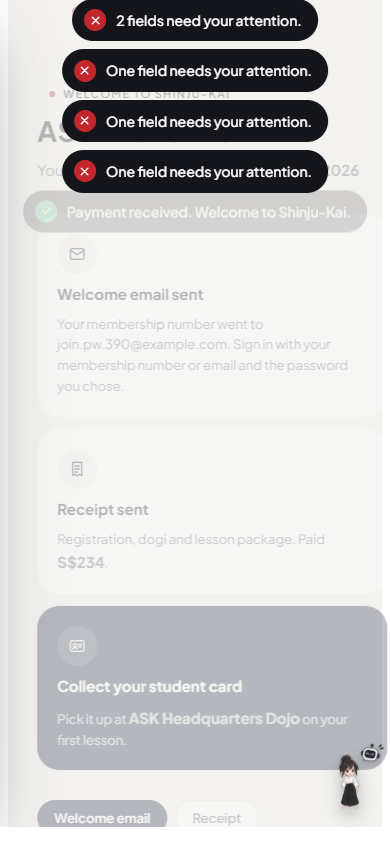 2 fields need your attention.
One field needs your attention.
WELCOME TO SHINJU-KAI
One field needs your attention.
AS
One field needs your attention.
You
2026
Payment received. Welcome to Shinju-Kai.
Welcome email sent
Your membership number went to
join.pw.390@example.com. Sign in with your
membership number or email and the password
you chose.
Receipt sent
Registration, dogi and lesson package. Paid
S$234.
Collect your student card
Pick it up at ASK Headquarters Dojo on your
first lesson.
Welcome email
Receipt